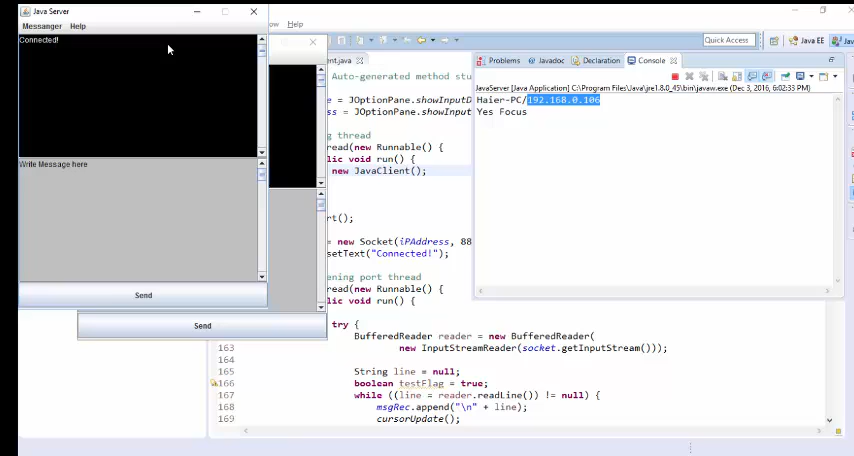 Java Server
Messanger Help
Connected!
Write Message here
Send
Send
Help
Quick Access
Java EE
nt.java
Auto-generated method stu
e = JOptionPane.showInputD
ss = JOptionPane.showInput
g thread
read(new Runnable() {
lic void run() {
new JavaClient();
rt();
= new Socket(iPAddress, 88
setText("Connected!");
ening port thread
read(new Runnable() {
lic void run() {
try {
BufferedReader reader = new BufferedReader(
163 new InputStreamReader(socket.getInputStream()));
164
165 String line = null;
166 boolean testFlag = true;
167 while ((line = reader.readLine()) != null) {
168 msgRec.append("\n" + line);
169 cursorUpdate();
Problems Javadoc Declaration Console
JavaServer [Java Application] C:\Program Files\Java\jre1.8.0_45\bin\javaw.exe (Dec 3, 2016, 6:02:33 PM)
Haier-PC/192.168.0.106
Yes Focus